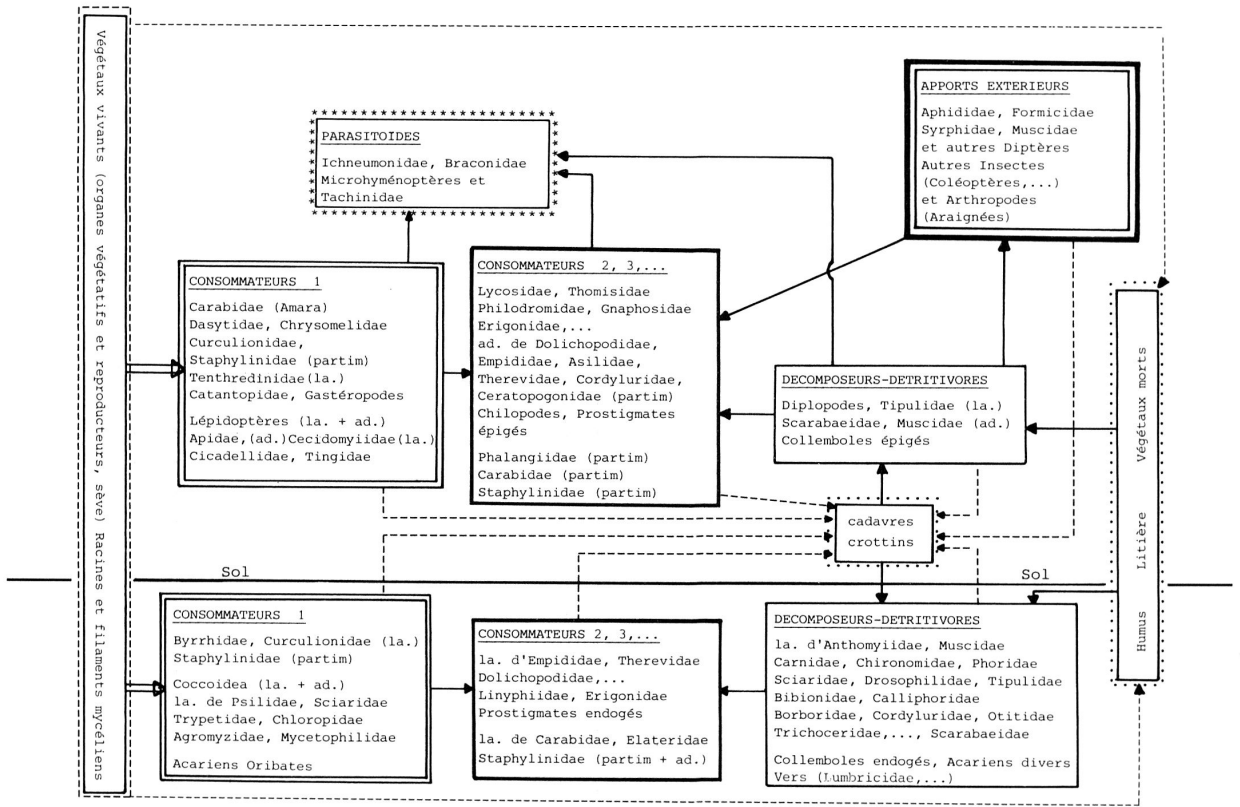 Végétaux vivants (organes végétatifs et reproducteurs, sève) Racines et filaments mycéliens
PARASITOIDES
Ichneumonidae, Braconidae
Microhyménoptères et
Tachinidae
APPORTS EXTERIEURS
Aphididae, Formicidae
Syrphidae, Muscidae
et autres Diptères
Autres Insectes
(Coléoptères,...)
et Arthropodes
(Araignées)
CONSOMMATEURS 1
Carabidae (Amara)
Dasytidae, Chrysomelidae
Curculionidae,
Staphylinidae (partim)
Tenthredinidae(la.)
Catantopidae, Gastéropodes
Lépidoptères (la. + ad.)
Apidae,(ad.)Cecidomyiidae(la.)
Cicadellidae, Tingidae
CONSOMMATEURS 2, 3,...
Lycosidae, Thomisidae
Philodromidae, Gnaphosidae
Erigonidae,...
ad. de Dolichopodidae,
Empididae, Asilidae,
Therevidae, Cordyluridae,
Ceratopogonidae (partim)
Chilopodes, Prostigmates
épigés
Phalangiidae (partim)
Carabidae (partim)
Staphylinidae (partim)
DECOMPOSEURS-DETRITIVORES
Diplopodes, Tipulidae (la.)
Scarabaeidae, Muscidae (ad.)
Collemboles épigés
cadavres
crottins
Humus Litière Végétaux morts
Sol
Sol
CONSOMMATEURS 1
Byrrhidae, Curculionidae (la.)
Staphylinidae (partim)
Coccoidea (la. + ad.)
la. de Psilidae, Sciaridae
Trypetidae, Chloropidae
Agromyzidae, Mycetophilidae
Acariens Oribates
CONSOMMATEURS 2, 3,...
la. d'Empididae, Therevidae
Dolichopodidae,...
Linyphiidae, Erigonidae
Prostigmates endogés
la. de Carabidae, Elateridae
Staphylinidae (partim + ad.)
DECOMPOSEURS-DETRITIVORES
la. d'Anthomyiidae, Muscidae
Carnidae, Chironomidae, Phoridae
Sciaridae, Drosophilidae, Tipulidae
Bibionidae, Calliphoridae
Borboridae, Cordyluridae, Otitidae
Trichoceridae,..., Scarabaeidae
Collemboles endogés, Acariens divers
Vers (Lumbricidae,...)